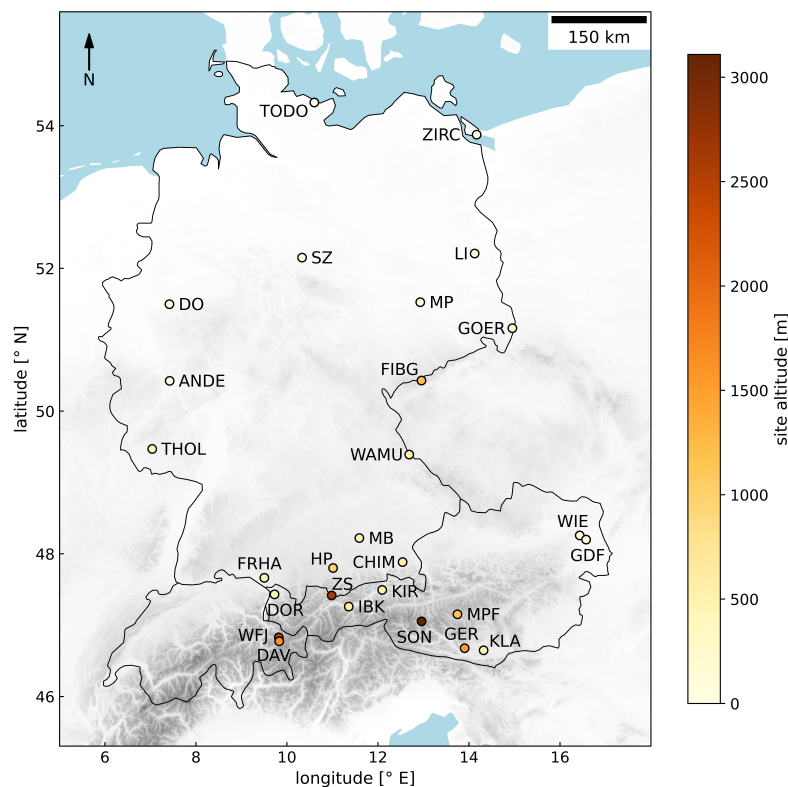 150 km
N
TODO
ZIRC
SZ
LI
DO
MP
GOER
FIBG
ANDE
THOL
WAMU
WIE
MB
GDF
HP
CHIM
FRHA
ZS
KIR
DOR
IBK
MPF
WFJ
SON
GER
KLA
DAV
54
52
50
48
46
latitude [° N]
6
8
10
12
14
16
longitude [° E]
3000
2500
2000
1500
1000
500
0
site altitude [m]